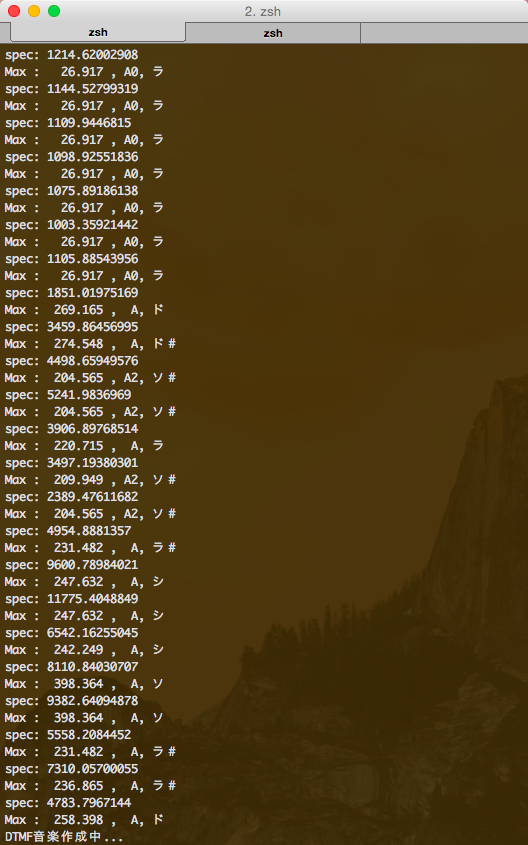 2. zsh
zsh zsh
spec: 1214.62002908
Max :   26.917 , A0, ラ
spec: 1144.52799319
Max :   26.917 , A0, ラ
spec: 1109.9446815
Max :   26.917 , A0, ラ
spec: 1098.92551836
Max :   26.917 , A0, ラ
spec: 1075.89186138
Max :   26.917 , A0, ラ
spec: 1003.35921442
Max :   26.917 , A0, ラ
spec: 1105.88543956
Max :   26.917 , A0, ラ
spec: 1851.01975169
Max :  269.165 ,  A, ド
spec: 3459.86456995
Max :  274.548 ,  A, ド#
spec: 4498.65949576
Max :  204.565 , A2, ソ#
spec: 5241.9836969
Max :  204.565 , A2, ソ#
spec: 3906.89768514
Max :  220.715 ,  A, ラ
spec: 3497.19380301
Max :  209.949 , A2, ソ#
spec: 2389.47611682
Max :  204.565 , A2, ソ#
spec: 4954.8881357
Max :  231.482 ,  A, ラ#
spec: 9600.78984021
Max :  247.632 ,  A, シ
spec: 11775.4048849
Max :  247.632 ,  A, シ
spec: 6542.16255045
Max :  242.249 ,  A, シ
spec: 8110.84030707
Max :  398.364 ,  A, ソ
spec: 9382.64094878
Max :  398.364 ,  A, ソ
spec: 5558.2084452
Max :  231.482 ,  A, ラ#
spec: 7310.05700055
Max :  236.865 ,  A, ラ#
spec: 4783.7967144
Max :  258.398 ,  A, ド
DTMF音楽作成中...